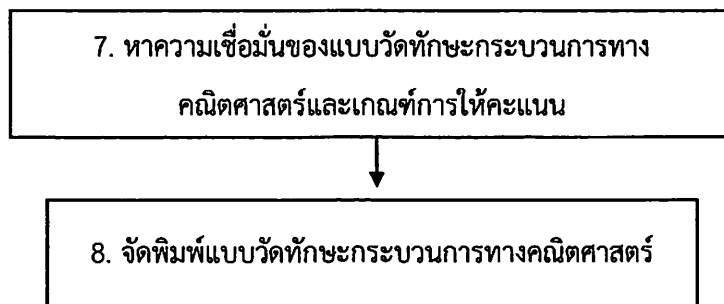 7. หาความเชื่อมั่นของแบบวัดทักษะกระบวนการทาง
คณิตศาสตร์และเกณฑ์การให้คะแนน
8. จัดพิมพ์แบบวัดทักษะกระบวนการทางคณิตศาสตร์